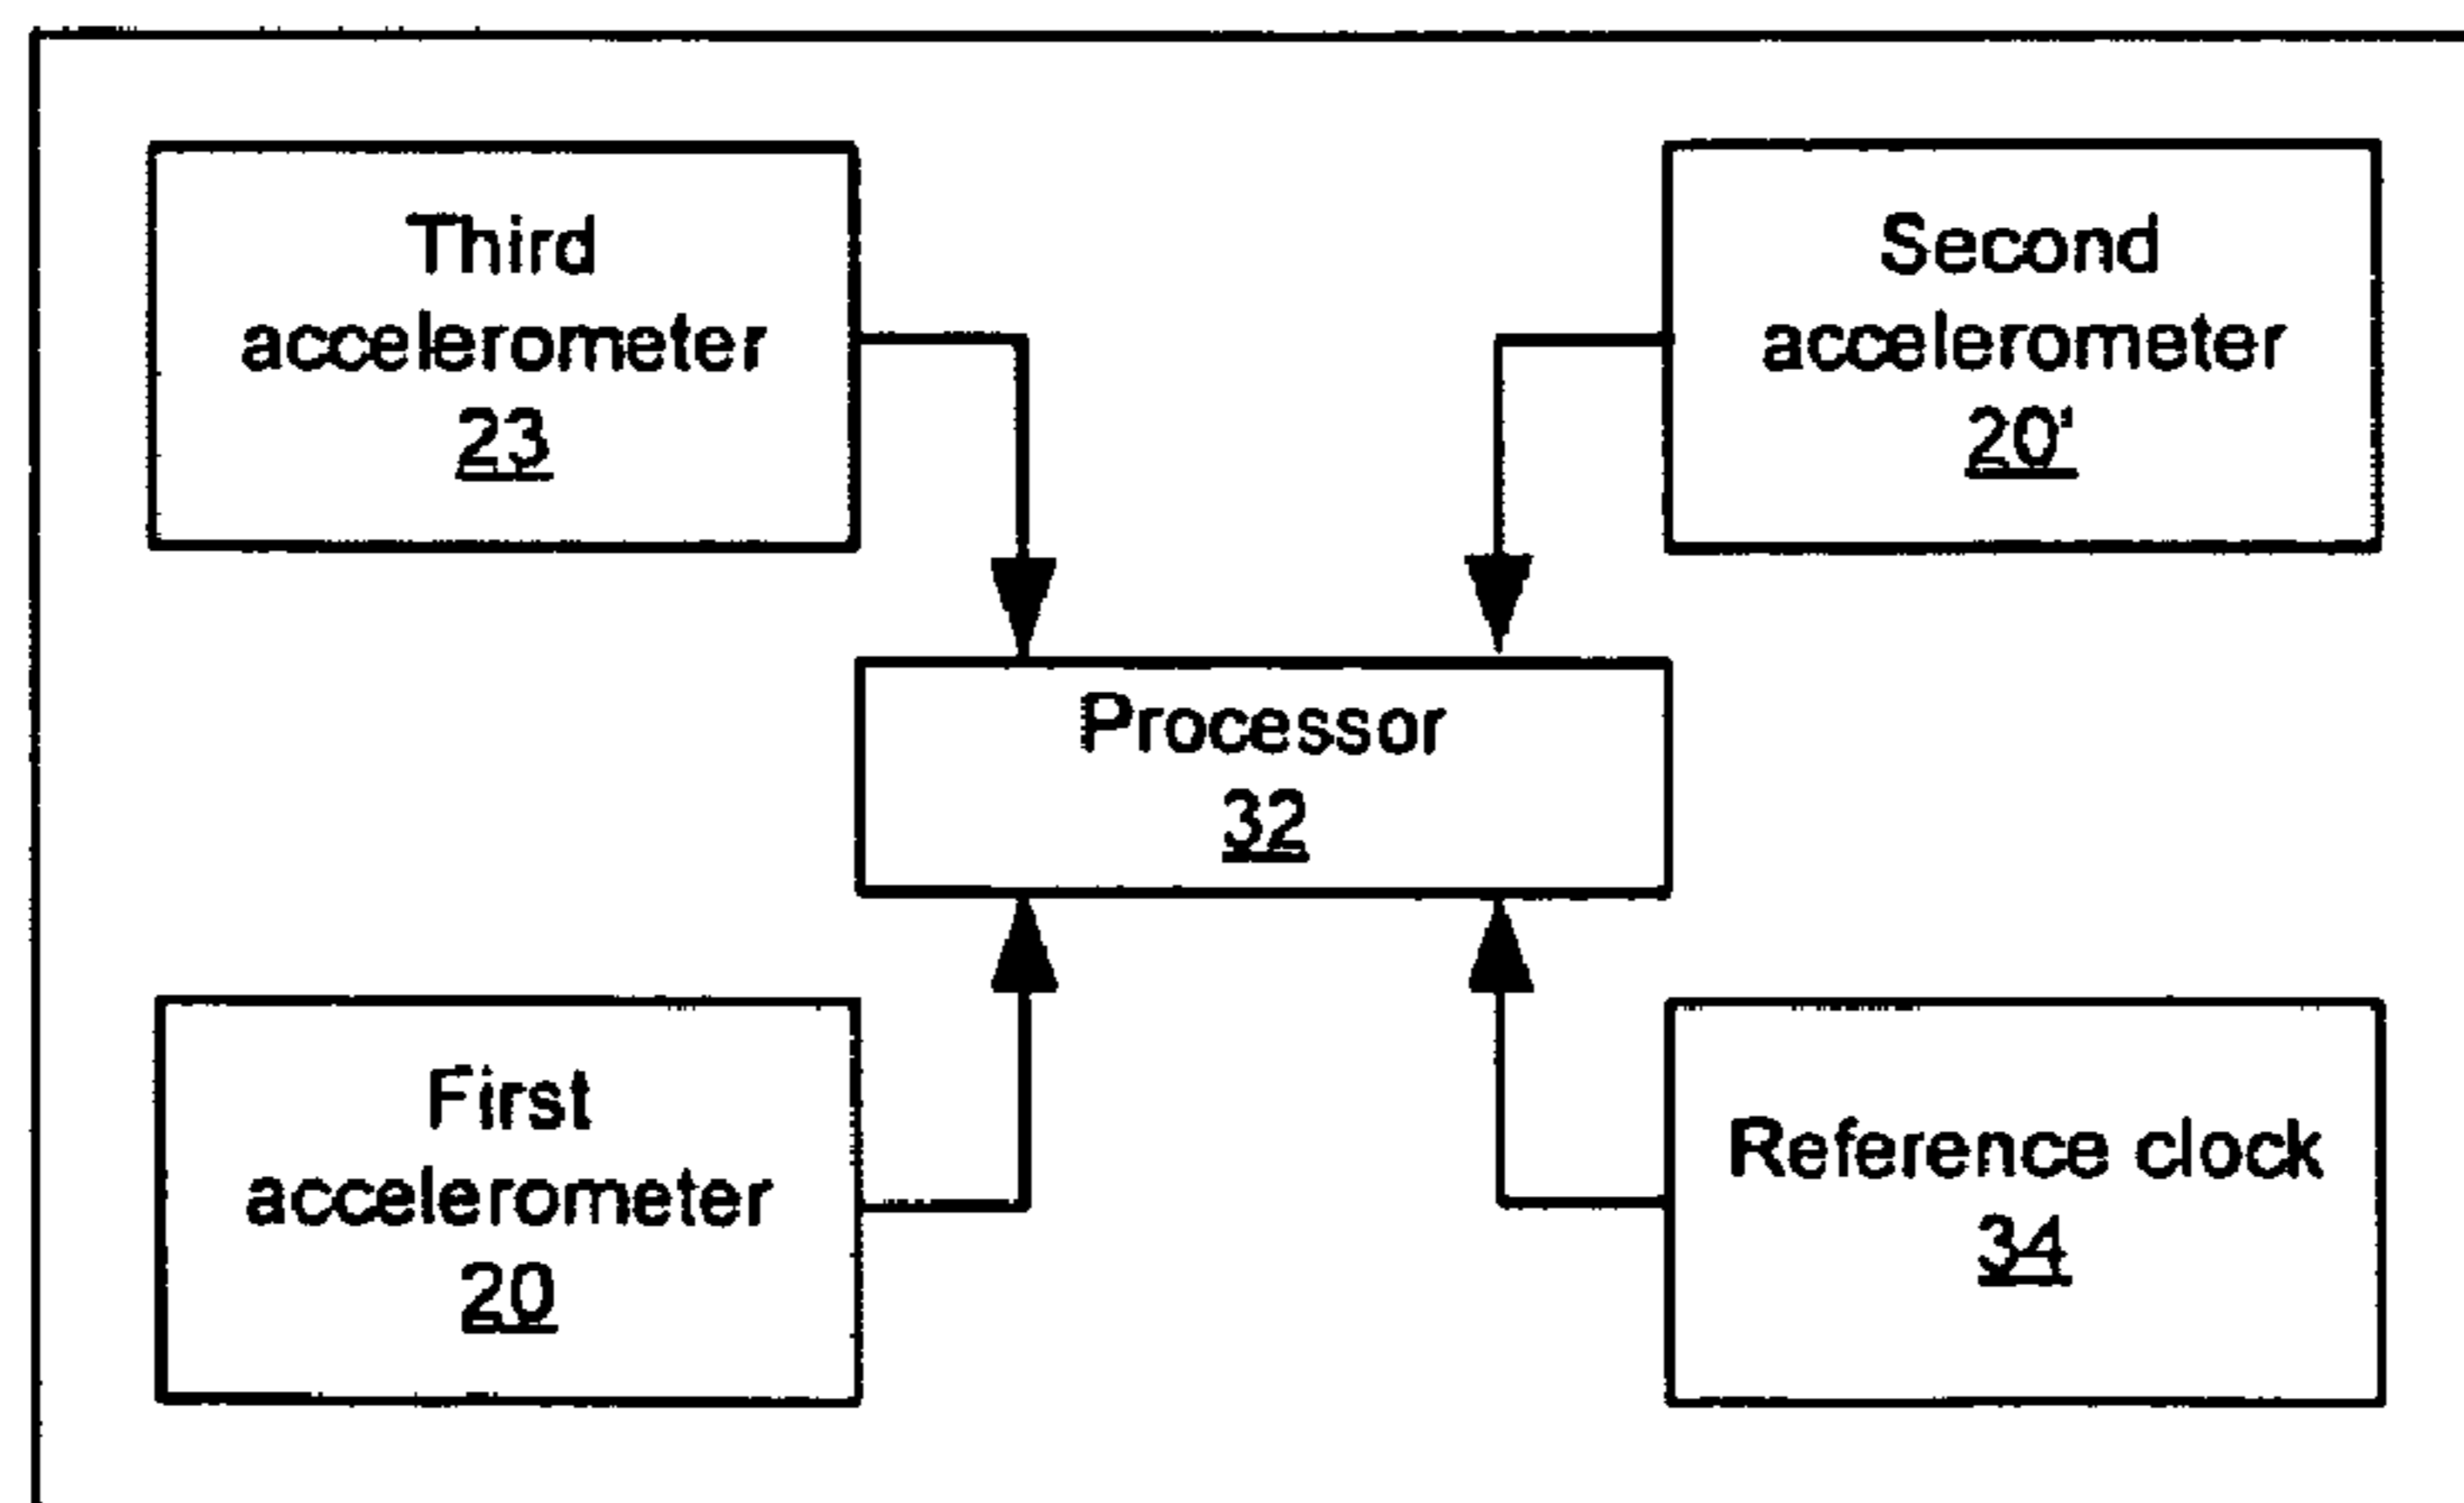 Third
accelerometer
23
Second
accelerometer
20'
Processor
32
First
accelerometer
20
Reference clock
34